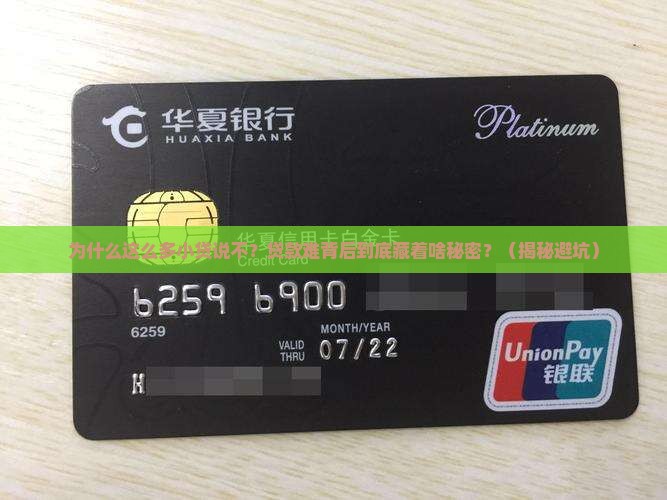 华夏银行
HUAXIA BANK
Platinum
华夏信用卡白金卡
Credit Card
为什么这么多小贷说不？贷款难背后到底藏着啥秘密？（揭秘避坑）
6259 6900
6259
MONTH/YEAR
VALID THRU 07/22
H
UnionPay
银联